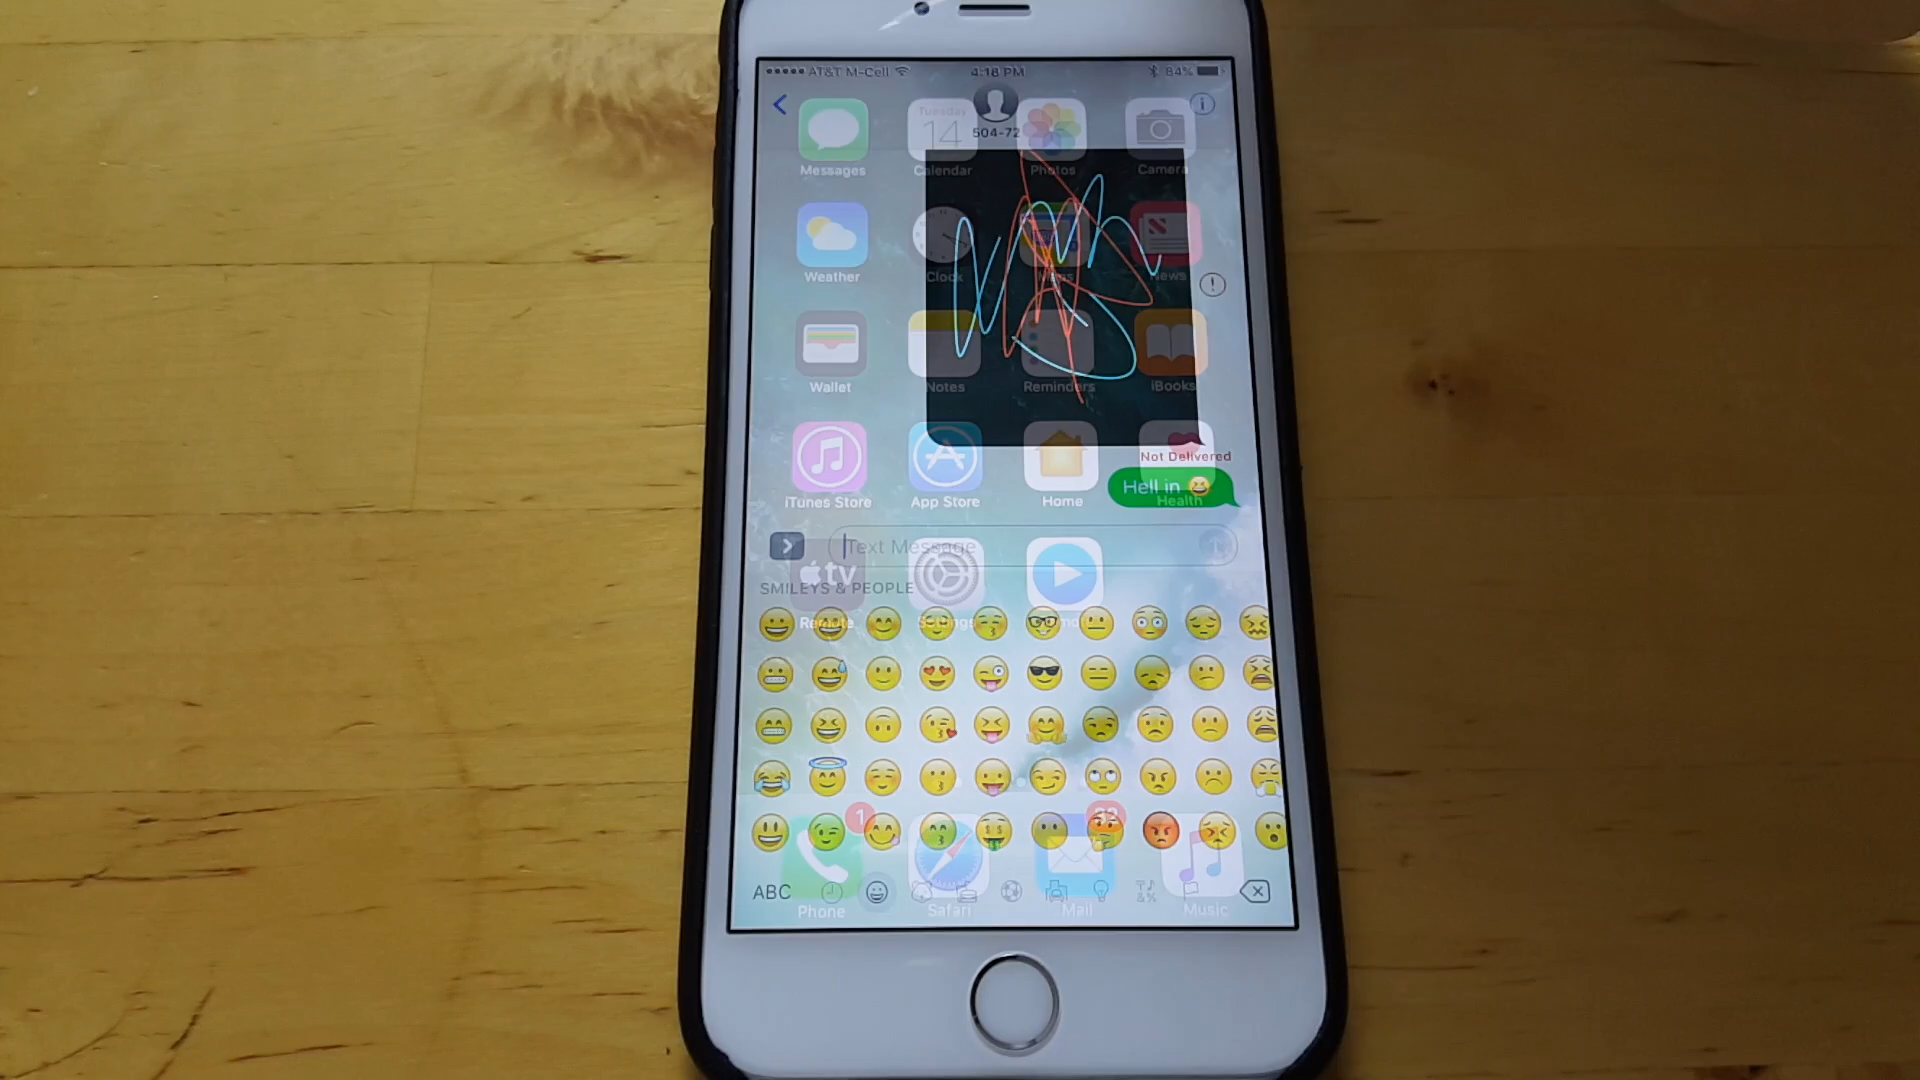 AT&T M-Cell 4:18 PM 84%
504-72
Tuesday
14
Messages Calendar Photos Camera
Weather Clock Maps News
Wallet Notes Reminders iBooks
Not Delivered
Hell in
iTunes Store App Store Home Health
Text Message
tv
SMILEYS & PEOPLE
Remote Settings
1
ABC
Phone Safari Mail Music